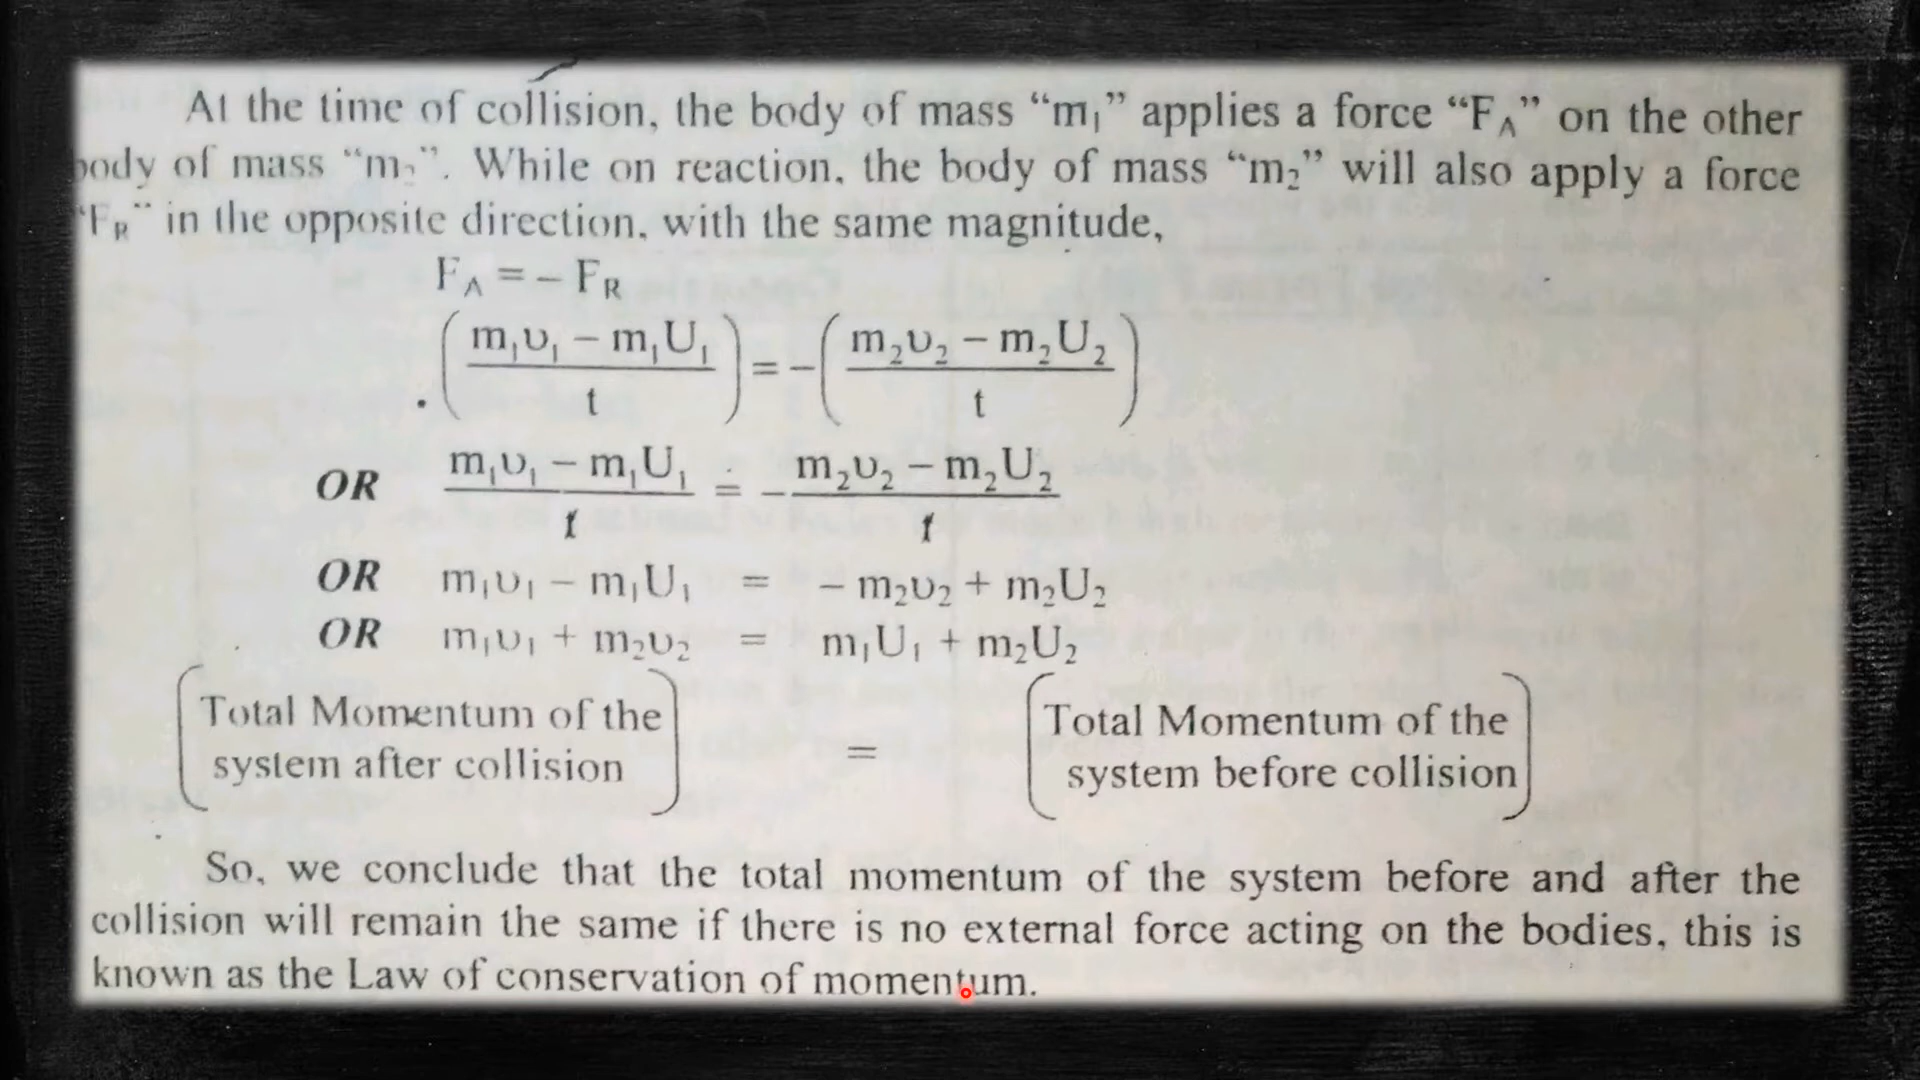 At the time of collision, the body of mass “m₁” applies a force “F_A” on the other
body of mass “m₂”. While on reaction, the body of mass “m₂” will also apply a force
“F_R” in the opposite direction, with the same magnitude,
F_A = − F_R
(m₁υ₁ − m₁U₁ / t) = −(m₂υ₂ − m₂U₂ / t)
OR m₁υ₁ − m₁U₁ / t = − m₂υ₂ − m₂U₂ / t
OR m₁υ₁ − m₁U₁ = − m₂υ₂ + m₂U₂
OR m₁υ₁ + m₂υ₂ = m₁U₁ + m₂U₂
(Total Momentum of the system after collision) = (Total Momentum of the system before collision)
So, we conclude that the total momentum of the system before and after the
collision will remain the same if there is no external force acting on the bodies, this is
known as the Law of conservation of momentum.